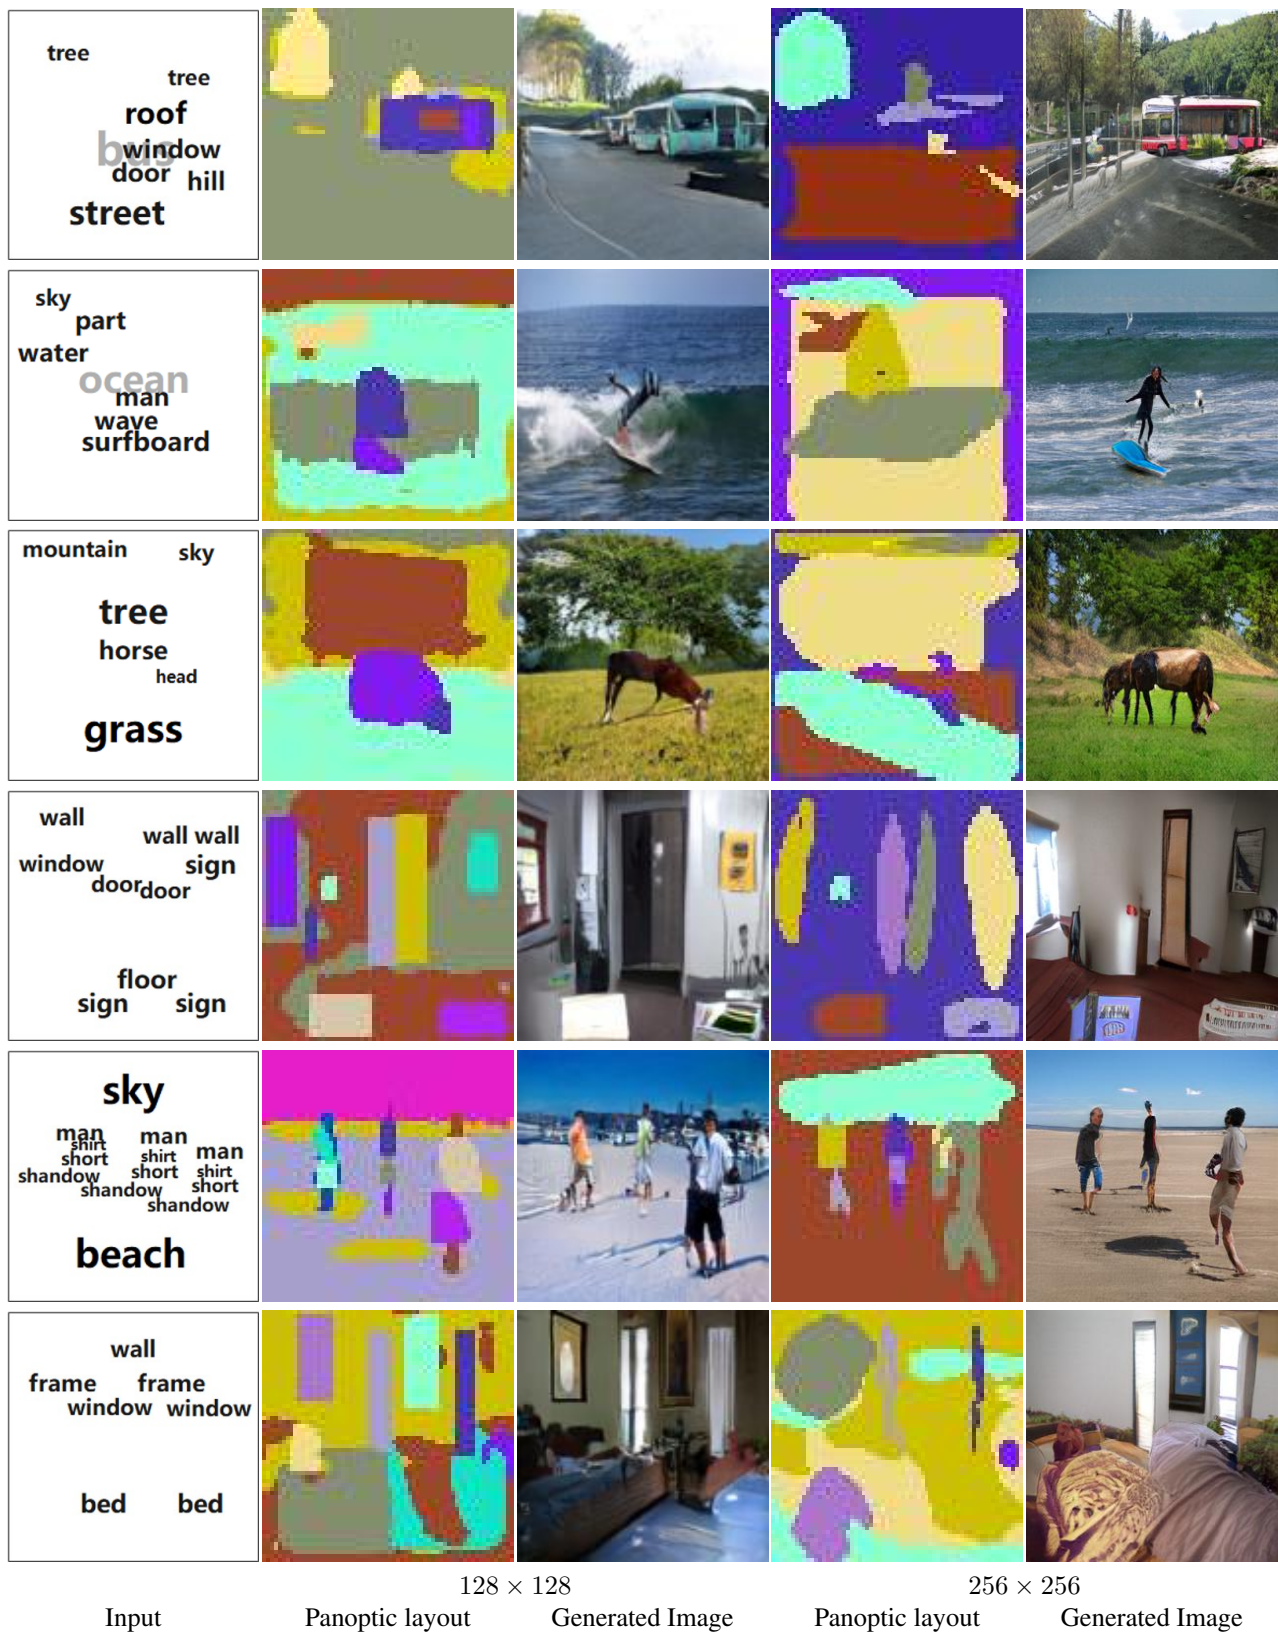 tree
tree
roof
bus
window
door
hill
street
sky
part
water
ocean
man
wave
surfboard
mountain sky
tree
horse
head
grass
wall
wall wall
window sign
door door
floor
sign sign
sky
man man man
shirt shirt shirt
short short short
shandow
shandow
shandow
beach
wall
frame frame
window window
bed bed
128 × 128 256 × 256
Input Panoptic layout Generated Image Panoptic layout Generated Image